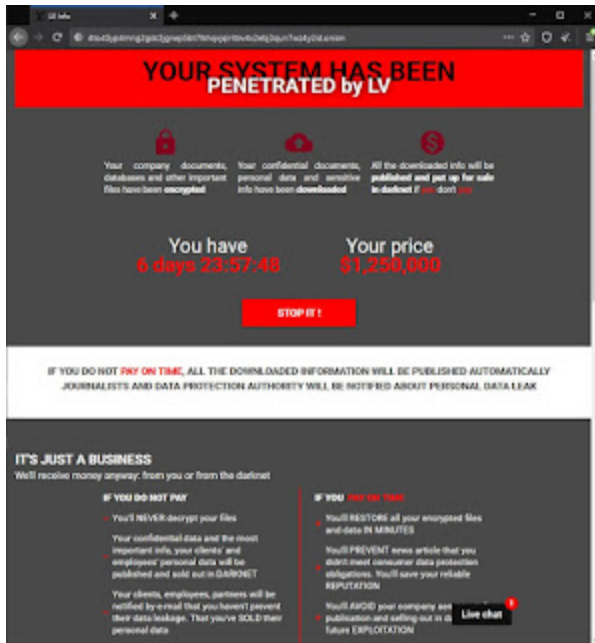 LV Info
YOUR SYSTEM HAS BEEN
PENETRATED by LV
Your company documents,
databases and other important
files have been encrypted
Your confidential documents,
personal data and sensitive
info have been downloaded
All the downloaded info will be
published and put up for sale
in darknet if you don't pay
You have
6 days 23:57:48
Your price
$1,250,000
STOP IT !
IF YOU DO NOT PAY ON TIME, ALL THE DOWNLOADED INFORMATION WILL BE PUBLISHED AUTOMATICALLY
JOURNALISTS AND DATA PROTECTION AUTHORITY WILL BE NOTIFIED ABOUT PERSONAL DATA LEAK
IT'S JUST A BUSINESS
We'll receive money anyway: from you or from the darknet
IF YOU DO NOT PAY
You'll NEVER decrypt your files
Your confidential data and the most
important info, your clients' and
employees' personal data will be
published and sold out in DARKNET
Your clients, employees, partners will be
notified by e-mail that you haven't prevent
their data leakage. That you've SOLD their
personal data
IF YOU PAY ON TIME
You'll RESTORE all your encrypted files
and data IN MINUTES
You'll PREVENT news article that you
didn't meet consumer data protection
obligations. You'll save your reliable
REPUTATION
You'll AVOID your company
publication and selling out in
future EXPLOITATION
Live chat